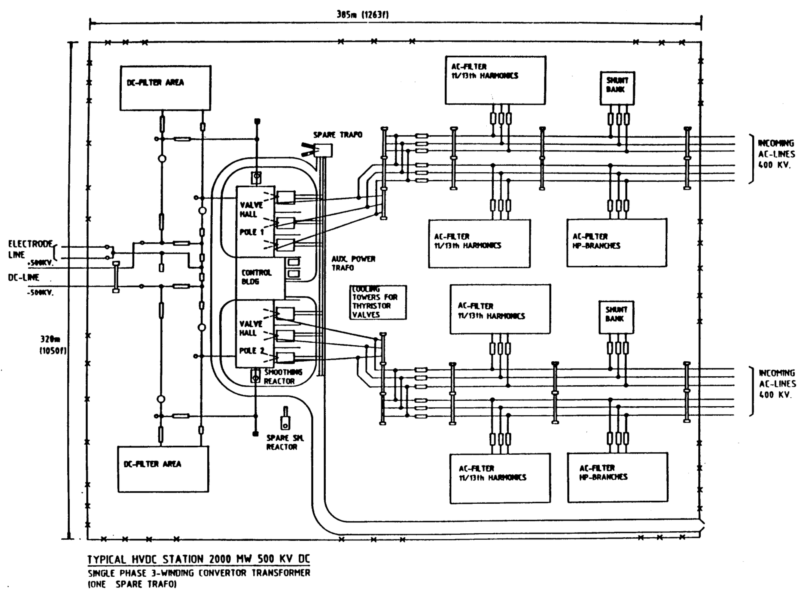 385m (1263f)
DC-FILTER AREA
AC-FILTER
11/13th HARMONICS
SHUNT
BANK
SPARE TRAFO
INCOMING
AC-LINES
400 KV.
VALVE
HALL
POLE 1
AC-FILTER
11/13th HARMONICS
AC-FILTER
HP-BRANCHES
ELECTRODE
LINE
+500KV.
DC-LINE
-500KV.
CONTROL
BLDG
AUX. POWER
TRAFO
COOLING
TOWERS FOR
THYRISTOR
VALVES
AC-FILTER
11/13th HARMONICS
SHUNT
BANK
320m
(1050f)
VALVE
HALL
POLE 2
SMOOTHING
REACTOR
INCOMING
AC-LINES
400 KV.
SPARE SM.
REACTOR
DC-FILTER AREA
AC-FILTER
11/13th HARMONICS
AC-FILTER
HP-BRANCHES
TYPICAL HVDC STATION 2000 MW 500 KV DC
SINGLE PHASE 3-WINDING CONVERTOR TRANSFORMER
(ONE SPARE TRAFO)